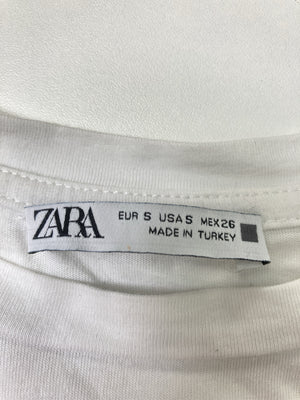 ZARA
EUR S USA S MEX 26
MADE IN TURKEY